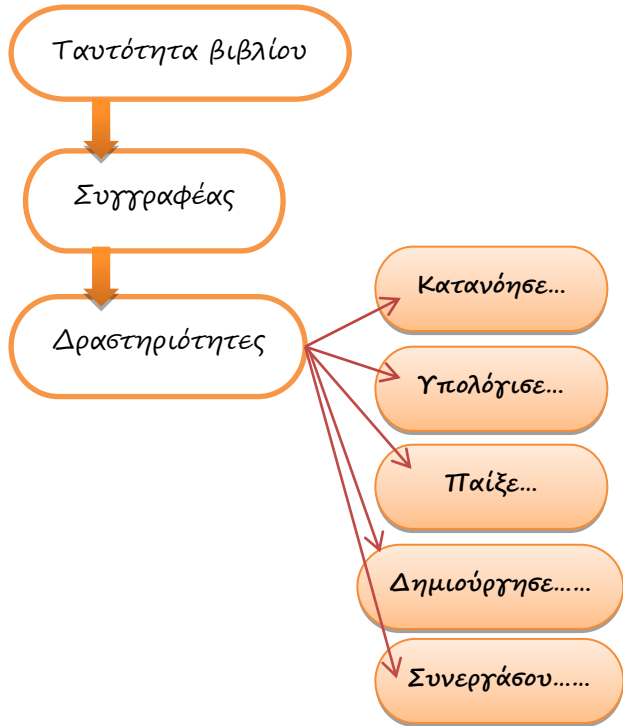 Ταυτότητα βιβλίου
Συγγραφέας
Δραστηριότητες
Κατανόησε...
Υπολόγισε...
Παίξε...
Δημιούργησε......
Συνεργάσου......